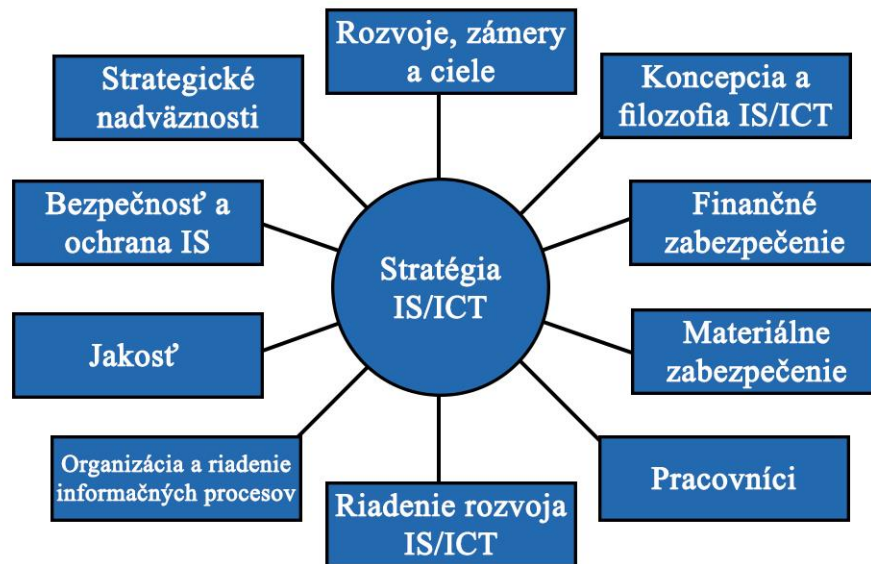 Rozvoje, zámery
a ciele
Strategické
nadväznosti
Koncepcia a
filozofia IS/ICT
Bezpečnosť a
ochrana IS
Finančné
zabezpečenie
Stratégia
IS/ICT
Jakosť
Materiálne
zabezpečenie
Organizácia a riadenie
informačných procesov
Riadenie rozvoja
IS/ICT
Pracovníci